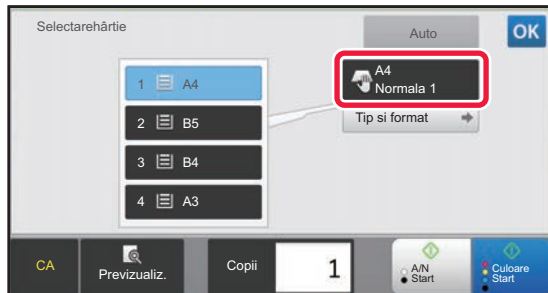 Selectarehârtie
Auto
OK
1 A4
A4
Normala 1
2 B5
Tip si format
3 B4
4 A3
CA
Previzualiz.
Copii
1
A/N
Start
Culoare
Start